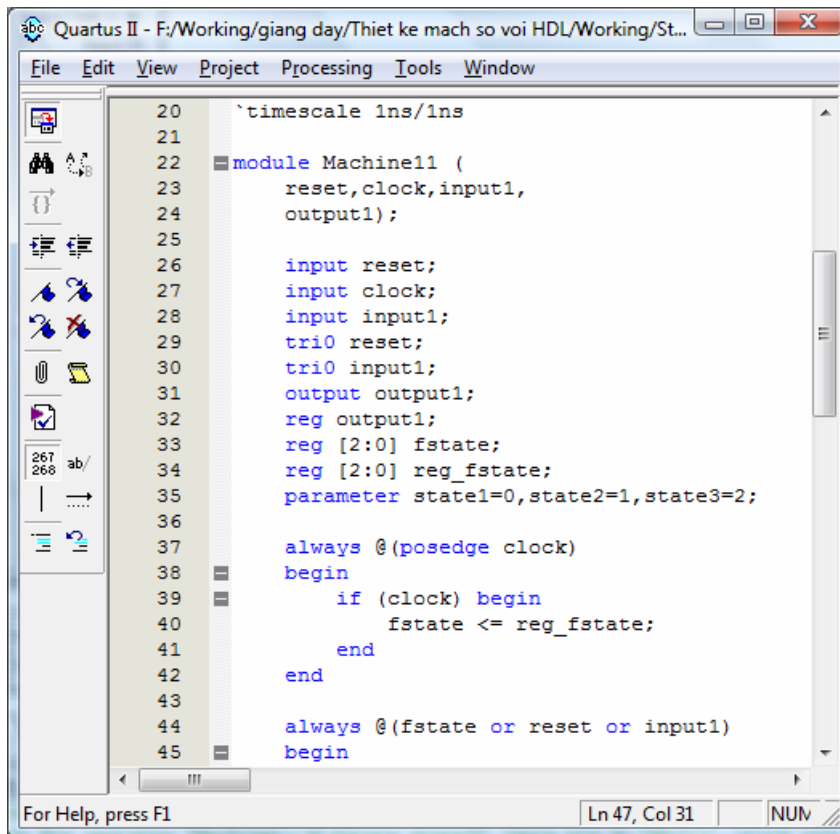 abc Quartus II - F:/Working/giang day/Thiet ke mach so voi HDL/Working/St...
File Edit View Project Processing Tools Window
20 `timescale 1ns/1ns
21
22 module Machine11 (
23 reset,clock,input1,
24 output1);
25
26 input reset;
27 input clock;
28 input input1;
29 tri0 reset;
30 tri0 input1;
31 output output1;
32 reg output1;
33 reg [2:0] fstate;
34 reg [2:0] reg_fstate;
35 parameter state1=0,state2=1,state3=2;
36
37 always @(posedge clock)
38 begin
39 if (clock) begin
40 fstate <= reg_fstate;
41 end
42 end
43
44 always @(fstate or reset or input1)
45 begin
A B
{}
267
268 ab/
For Help, press F1 Ln 47, Col 31 NUM